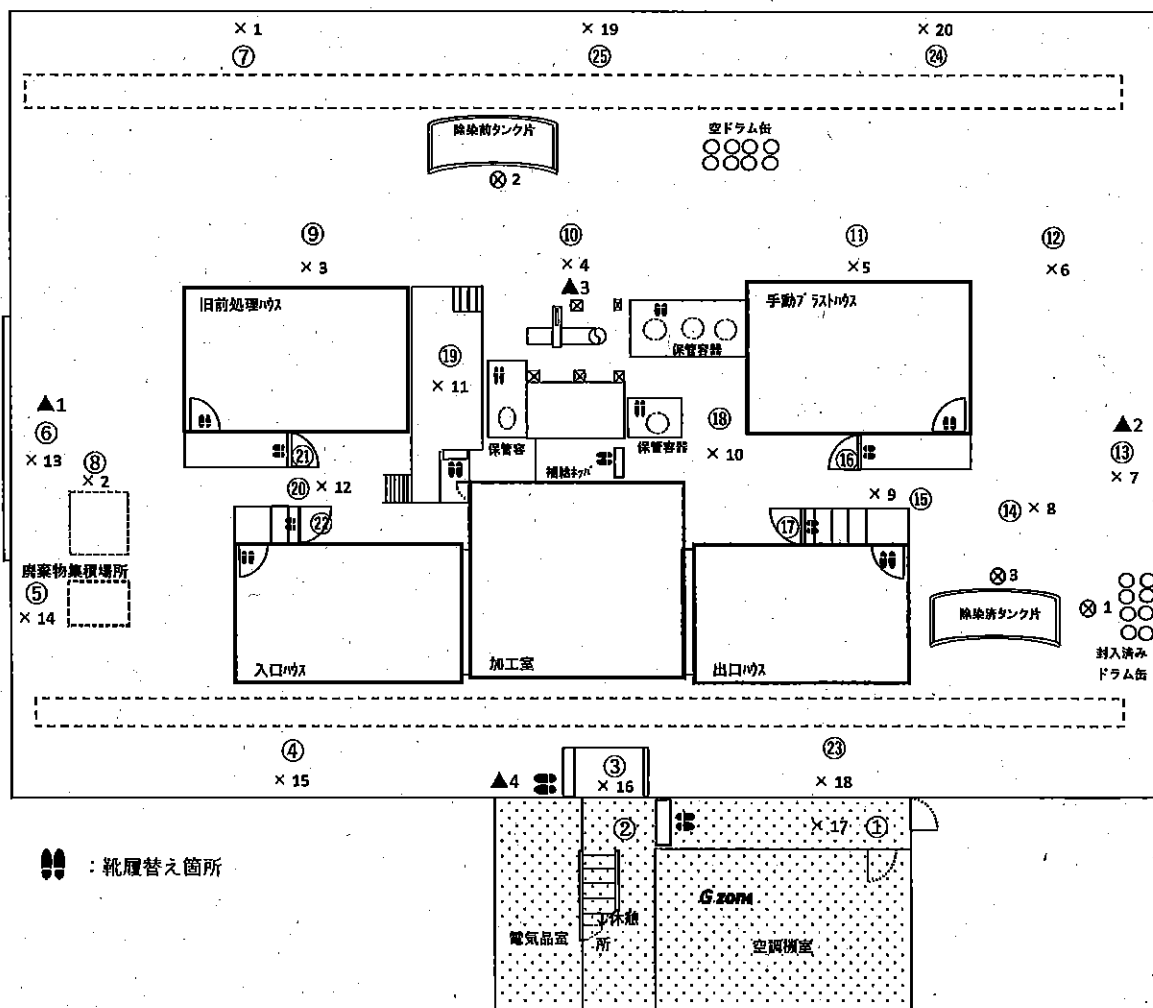 × 1 × 19 × 20
⑦ ㉕ ㉔
除染前タンク片 空ドラム缶
⊗ 2
⑨ ⑩ ⑪ ⑫
× 3 × 4 × 5 × 6
▲3
旧前処理ハウス 手動ブラストハウス
保管容器
⑲
× 11
▲1 ▲2
⑥ ⑱ ⑬
× 13 保管容 保管容器 × 10 × 7
⑧ ㉑ ⑯
× 2 補給ホッパ
⑳ × 12 × 9 ⑮
⑭ × 8
㉒ ⑰
廃棄物集積場所
⑤ ⊗ 3
× 14 除染済タンク片 ⊗ 1
封入済み
ドラム缶
入口ハウス 加工室 出口ハウス
④ ③ ㉓
× 15 ▲4 × 16 × 18
② × 17 ①
:靴履替え箇所
G zone
電気品室 休憩
所 空調機室